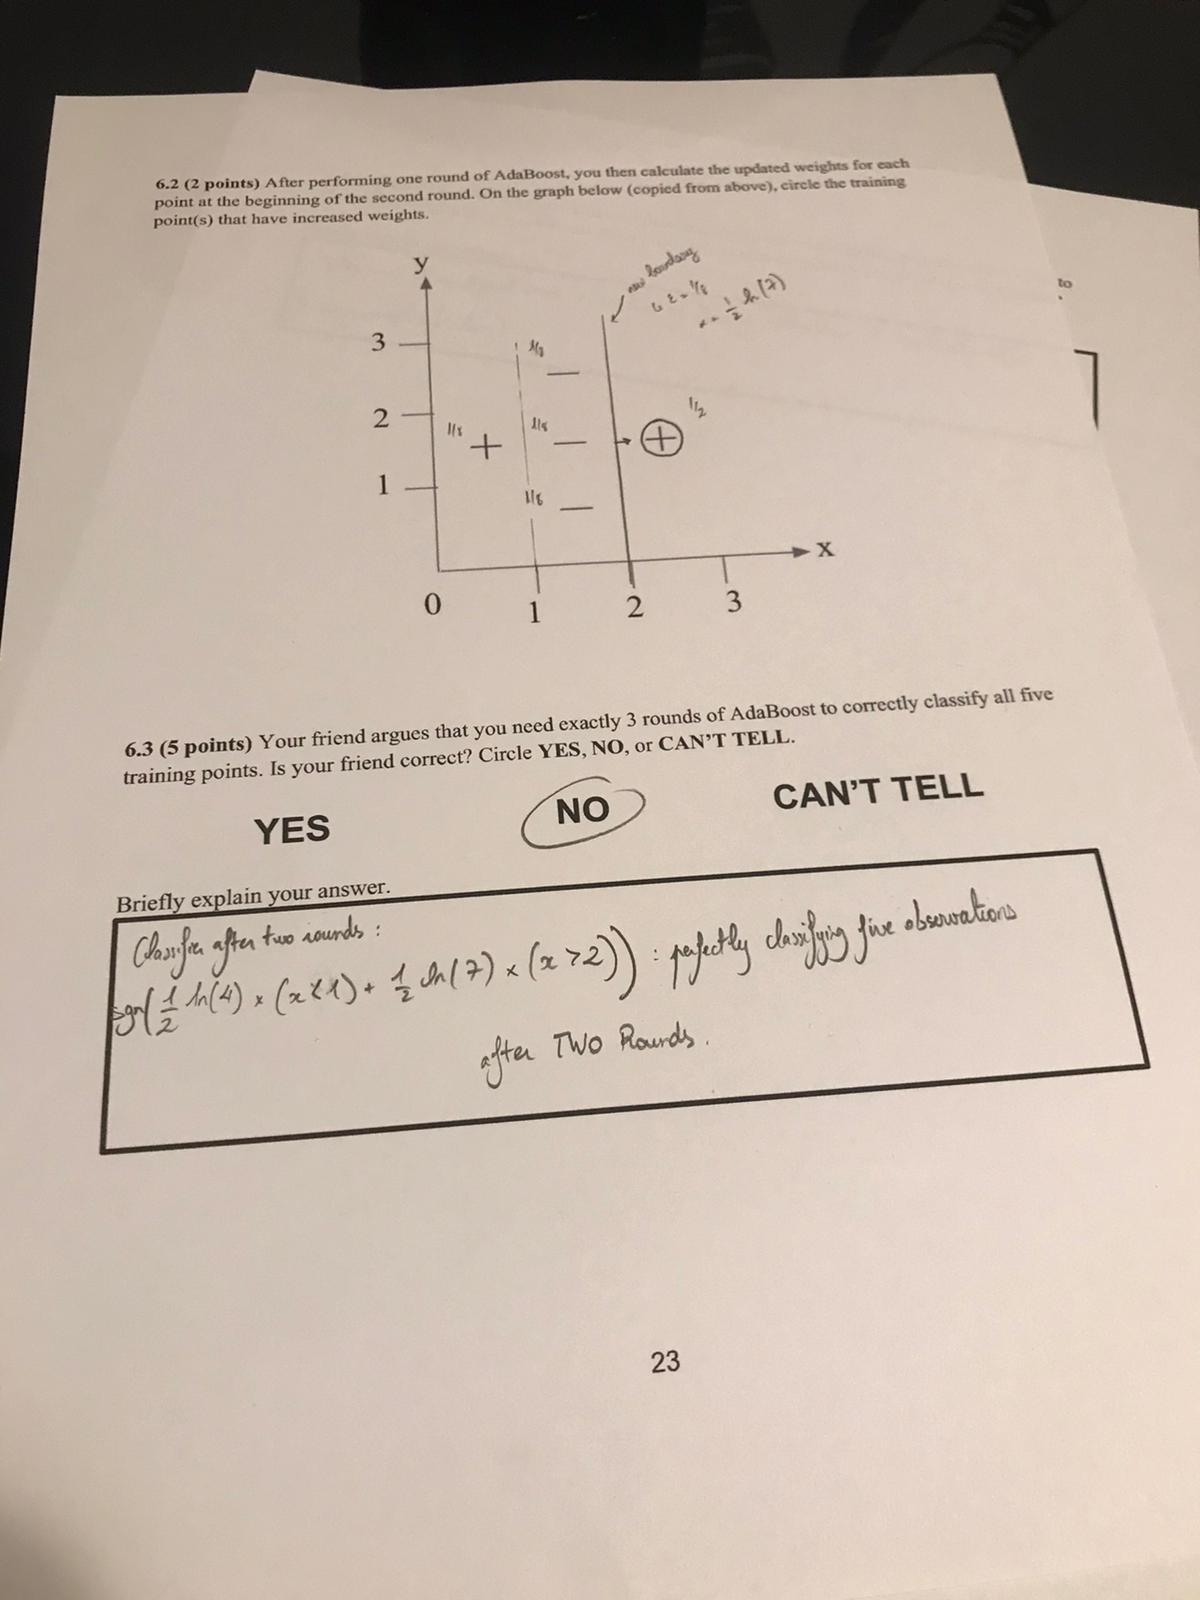 6.2 (2 points) After performing one round of AdaBoost, you then calculate the updated weights for each
point at the beginning of the second round. On the graph below (copied from above), circle the training
point(s) that have increased weights.
y
new boundary
↳ ε = 1/8
α = 1/2 ln(7)
to
3
1/8
2
1/8
+
1/8
+
1/2
1
1/8
x
0
1
2
3
6.3 (5 points) Your friend argues that you need exactly 3 rounds of AdaBoost to correctly classify all five
training points. Is your friend correct? Circle YES, NO, or CAN'T TELL.
YES
NO
CAN'T TELL
Briefly explain your answer.
Classifier after two rounds :
sgn(1/2 ln(4) × (x<1) + 1/2 ln(7) × (x>2)) : perfectly classifying five observations
after TWO Rounds.
23